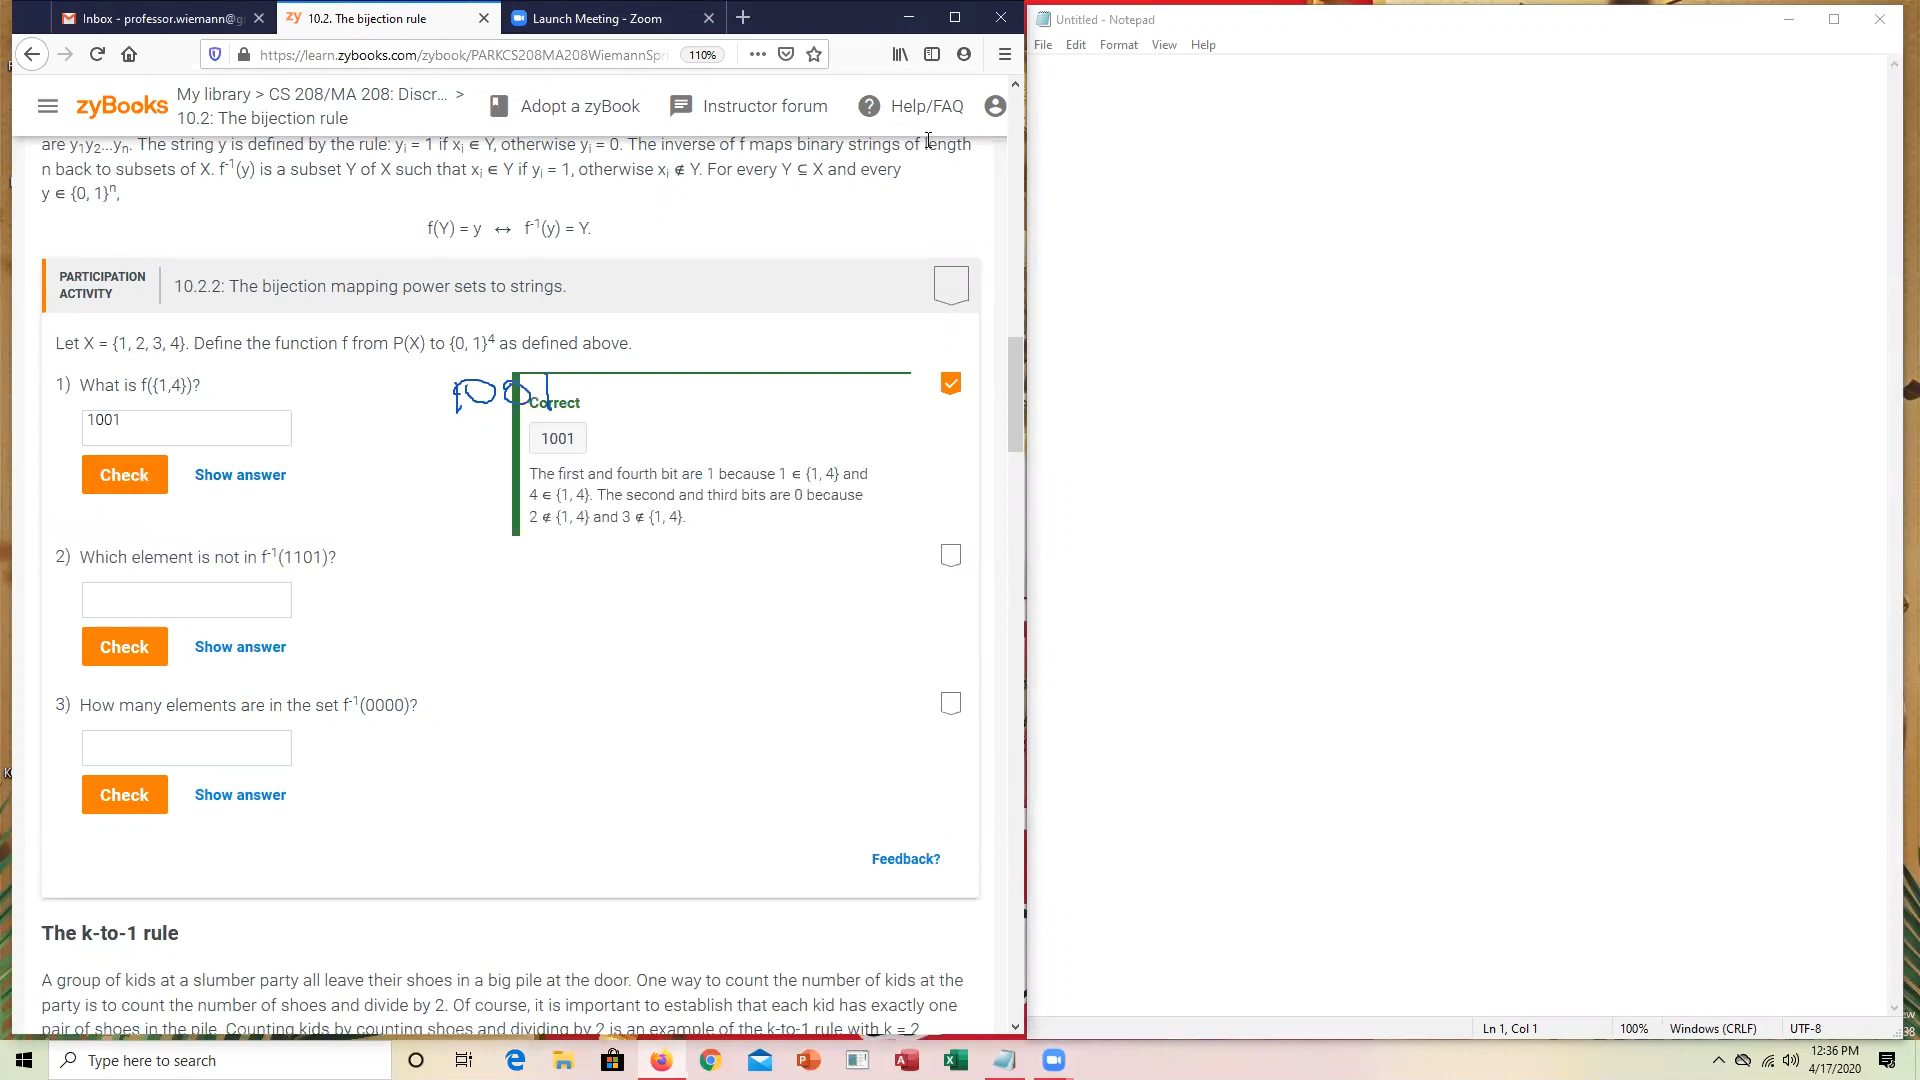 Inbox - professor.wiemann@g
10.2. The bijection rule
Launch Meeting - Zoom
https://learn.zybooks.com/zybook/PARKCS208MA208WiemannSpri
110%
zyBooks
My library > CS 208/MA 208: Discr... >
10.2: The bijection rule
Adopt a zyBook
Instructor forum
Help/FAQ
are y₁y₂...yₙ. The string y is defined by the rule: yᵢ = 1 if xᵢ ∈ Y, otherwise yᵢ = 0. The inverse of f maps binary strings of length
n back to subsets of X. f⁻¹(y) is a subset Y of X such that xᵢ ∈ Y if yᵢ = 1, otherwise xᵢ ∉ Y. For every Y ⊆ X and every
y ∈ {0, 1}ⁿ,
f(Y) = y ↔ f⁻¹(y) = Y.
PARTICIPATION
ACTIVITY
10.2.2: The bijection mapping power sets to strings.
Let X = {1, 2, 3, 4}. Define the function f from P(X) to {0, 1}⁴ as defined above.
1) What is f({1,4})?
1001
Check
Show answer
1001
Correct
1001
The first and fourth bit are 1 because 1 ∈ {1, 4} and
4 ∈ {1, 4}. The second and third bits are 0 because
2 ∉ {1, 4} and 3 ∉ {1, 4}.
2) Which element is not in f⁻¹(1101)?
Check
Show answer
3) How many elements are in the set f⁻¹(0000)?
Check
Show answer
Feedback?
The k-to-1 rule
A group of kids at a slumber party all leave their shoes in a big pile at the door. One way to count the number of kids at the
party is to count the number of shoes and divide by 2. Of course, it is important to establish that each kid has exactly one
pair of shoes in the pile. Counting kids by counting shoes and dividing by 2 is an example of the k-to-1 rule with k = 2
Untitled - Notepad
File Edit Format View Help
Ln 1, Col 1
100%
Windows (CRLF)
UTF-8
Type here to search
12:36 PM
4/17/2020